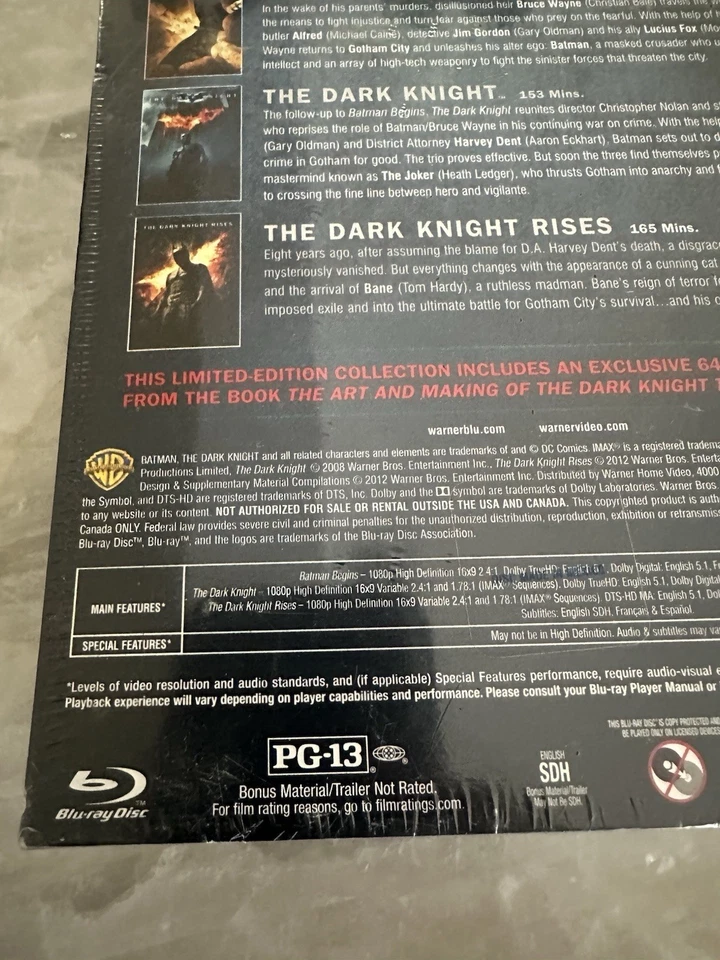 In the wake of his parents' murders, disillusioned heir Bruce Wayne (Christian Bale) travels the
the means to fight injustice and turn fear against those who prey on the fearful. With the help of
butler Alfred (Michael Caine), detective Jim Gordon (Gary Oldman) and his ally Lucius Fox (Mo
Wayne returns to Gotham City and unleashes his alter ego: Batman, a masked crusader who u
intellect and an array of high-tech weaponry to fight the sinister forces that threaten the city.
THE DARK KNIGHT™ 153 Mins.
The follow-up to Batman Begins, The Dark Knight reunites director Christopher Nolan and s
who reprises the role of Batman/Bruce Wayne in his continuing war on crime. With the help
(Gary Oldman) and District Attorney Harvey Dent (Aaron Eckhart), Batman sets out to d
crime in Gotham for good. The trio proves effective. But soon the three find themselves p
mastermind known as The Joker (Heath Ledger), who thrusts Gotham into anarchy and
to crossing the fine line between hero and vigilante.
THE DARK KNIGHT RISES
THE DARK KNIGHT RISES 165 Mins.
Eight years ago, after assuming the blame for D.A. Harvey Dent's death, a disgrac
mysteriously vanished. But everything changes with the appearance of a cunning cat
and the arrival of Bane (Tom Hardy), a ruthless madman. Bane's reign of terror
imposed exile and into the ultimate battle for Gotham City's survival...and his o
THIS LIMITED-EDITION COLLECTION INCLUDES AN EXCLUSIVE 64
FROM THE BOOK THE ART AND MAKING OF THE DARK KNIGHT T
warnerblu.com warnervideo.com
WB
BATMAN, THE DARK KNIGHT and all related characters and elements are trademarks of and © DC Comics. IMAX® is a registered tradema
Productions Limited, The Dark Knight © 2008 Warner Bros. Entertainment Inc., The Dark Knight Rises © 2012 Warner Bros. Enterta
Design & Supplementary Material Compilations © 2012 Warner Bros. Entertainment Inc. Distributed by Warner Home Video, 4000
the Symbol, and DTS-HD are registered trademarks of DTS, Inc. Dolby and the DD symbol are trademarks of Dolby Laboratories. Warner Bros.
to any website or its content. NOT AUTHORIZED FOR SALE OR RENTAL OUTSIDE THE USA AND CANADA. This copyrighted product is auth
Canada ONLY. Federal law provides severe civil and criminal penalties for the unauthorized distribution, reproduction, exhibition or retransmiss
Blu-ray Disc™, Blu-ray™, and the logos are trademarks of the Blu-ray Disc Association.
MAIN FEATURES*
Batman Begins – 1080p High Definition 16x9 2.4:1, Dolby TrueHD: English 5.1, Dolby Digital: English 5.1, F
The Dark Knight – 1080p High Definition 16x9 Variable 2.4:1 and 1.78:1 (IMAX® Sequences), Dolby TrueHD: English 5.1, Dolby Digita
The Dark Knight Rises – 1080p High Definition 16x9 Variable 2.4:1 and 1.78:1 (IMAX® Sequences) DTS-HD MA: English 5.1, Do
Subtitles: English SDH, Français & Español.
SPECIAL FEATURES*
May not be in High Definition. Audio & subtitles may va
*Levels of video resolution and audio standards, and (if applicable) Special Features performance, require audio-visual e
Playback experience will vary depending on player capabilities and performance. Please consult your Blu-ray Player Manual or
THIS BLU-RAY DISC™ IS COPY PROTECTED AND
BE PLAYED ONLY ON LICENSED DEVICES
PG-13 ®
Bonus Material/Trailer Not Rated.
For film rating reasons, go to filmratings.com.
ENGLISH
SDH
Bonus Material/Trailer
May Not Be SDH.
Blu-ray Disc™